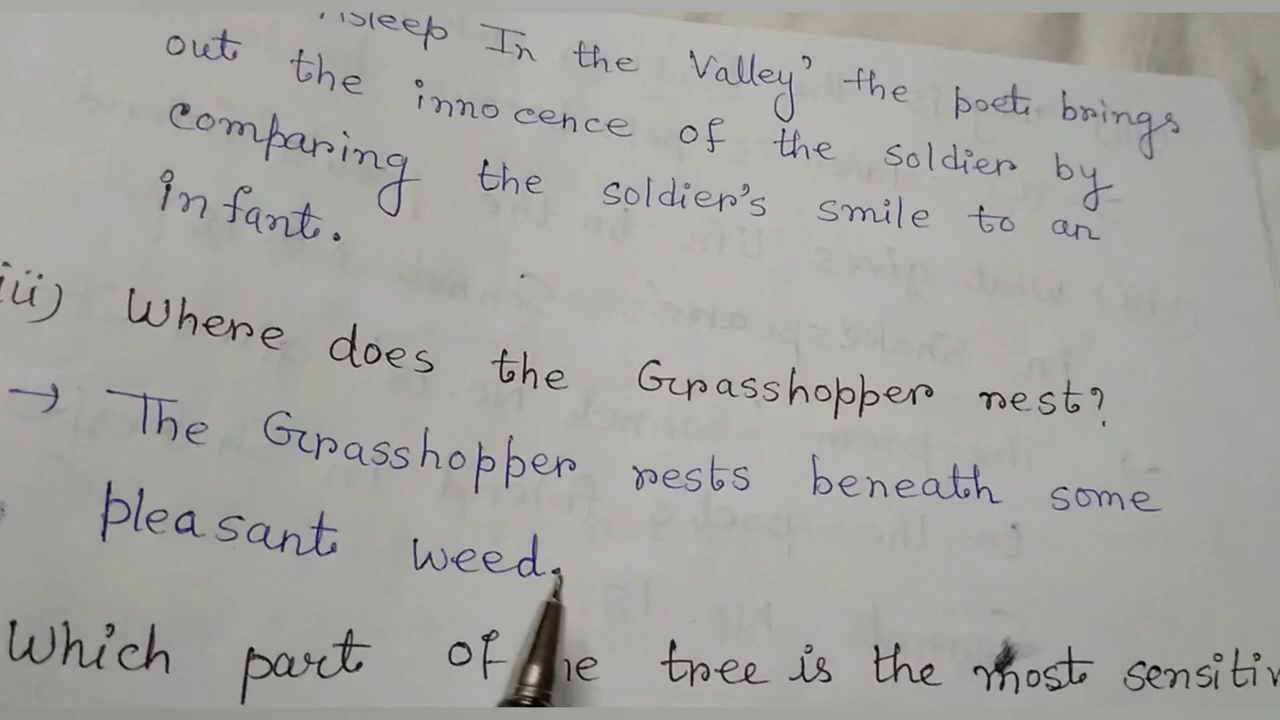 Asleep In the Valley' the poet brings
out the innocence of the soldier by
comparing the soldier's smile to an
infant.
iii) Where does the Grasshopper rest?
→ The Grasshopper rests beneath some
pleasant weed.
Which part of the tree is the most sensitiv